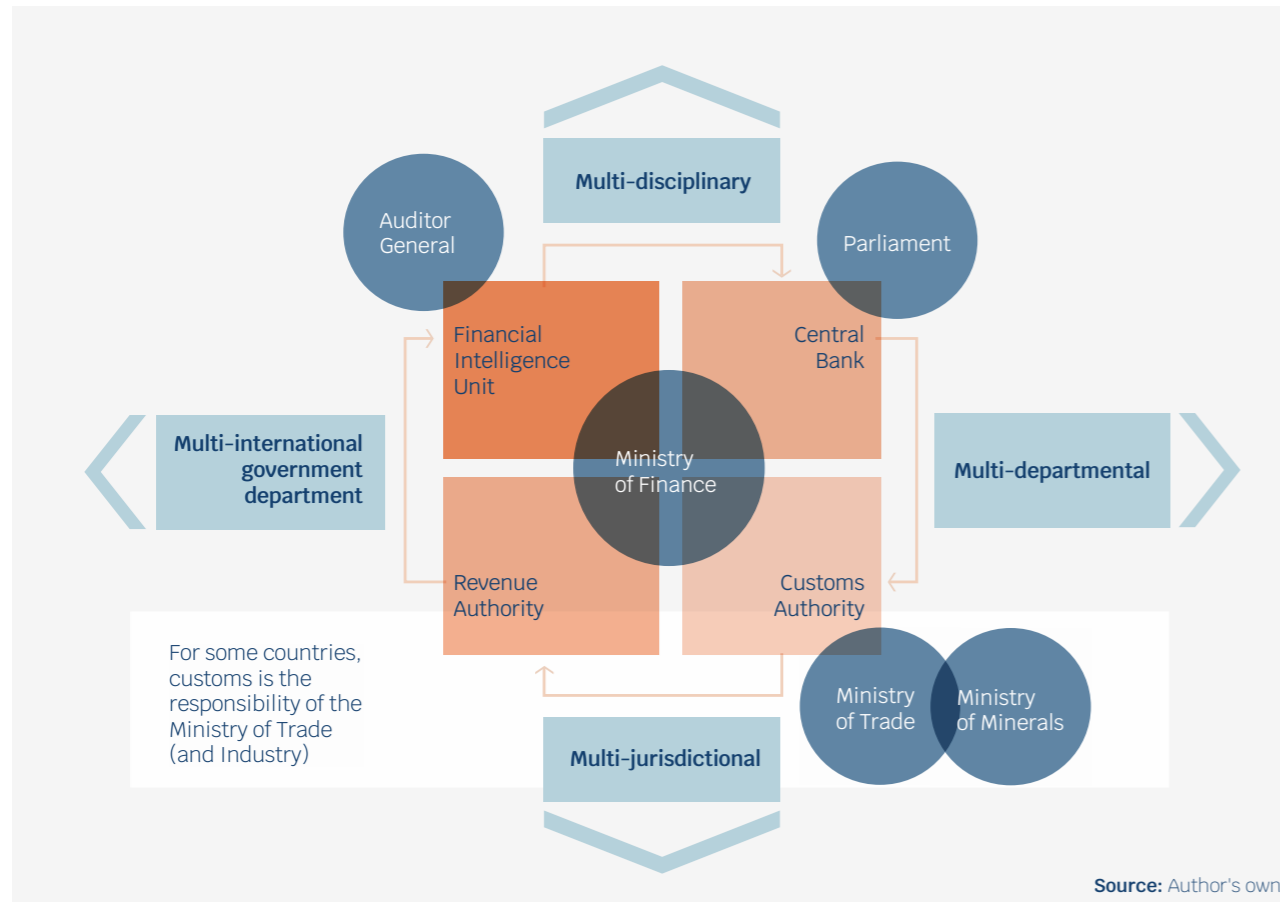 Multi-disciplinary
Auditor
General
Parliament
Financial
Intelligence
Unit
Central
Bank
Multi-international
government
department
Ministry
of Finance
Multi-departmental
Revenue
Authority
Customs
Authority
For some countries,
customs is the
responsibility of the
Ministry of Trade
(and Industry)
Ministry
of Trade
Ministry
of Minerals
Multi-jurisdictional
Source: Author's own